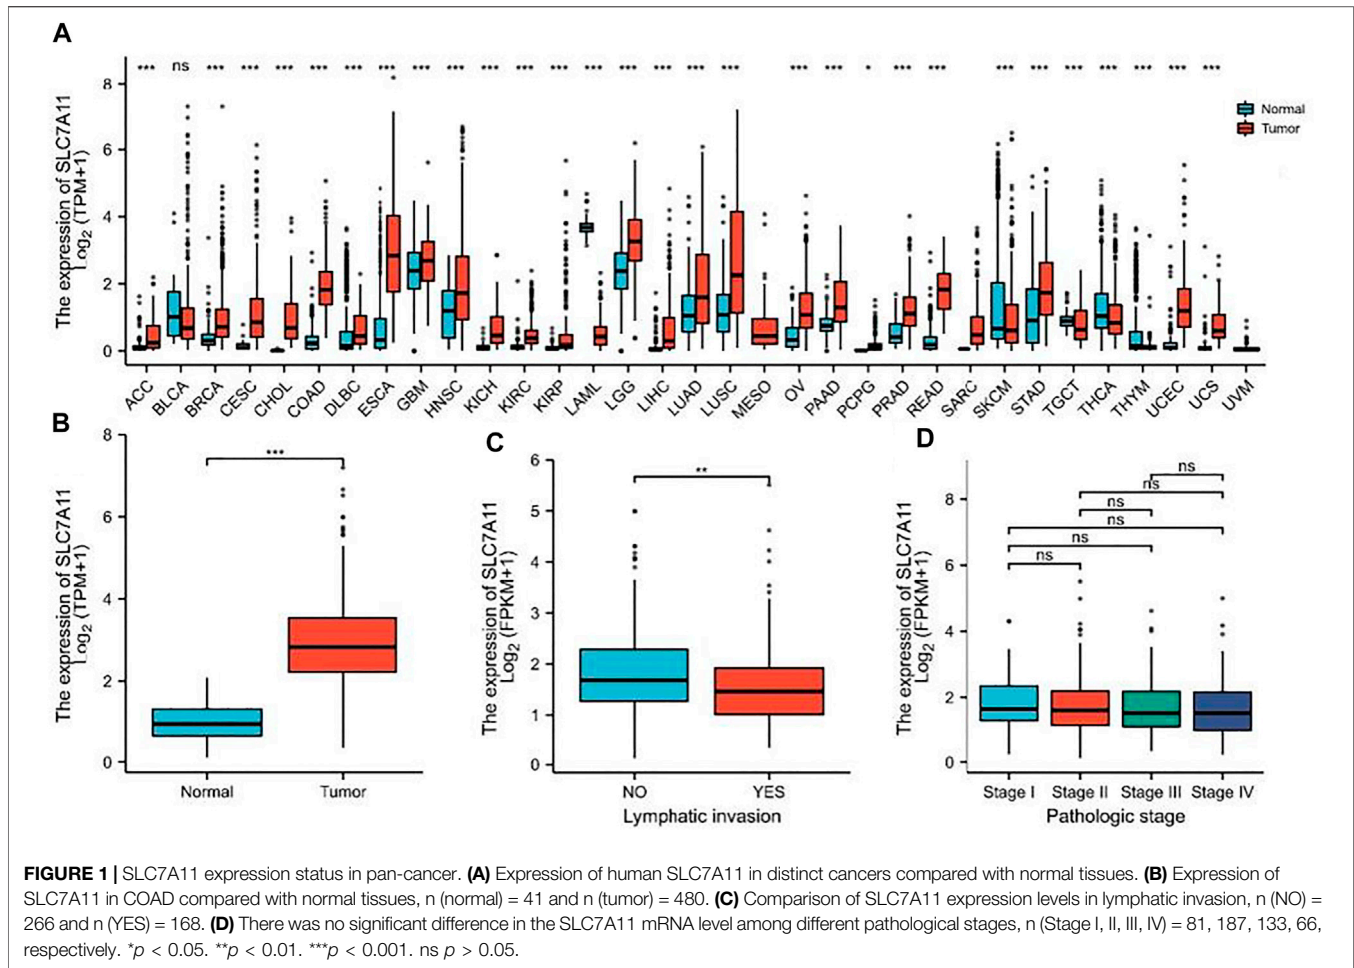 A
*** ns *** *** *** *** *** *** *** *** *** *** *** *** *** *** *** *** *** * *** *** *** *** *** *** *** *** ***
8
6
4
2
0
The expression of SLC7A11
Log2 (TPM+1)
Normal
Tumor
ACC BLCA BRCA CESC CHOL COAD DLBC ESCA GBM HNSC KICH KIRC KIRP LAML LGG LIHC LUAD LUSC MESO OV PAAD PCPG PRAD READ SARC SKCM STAD TGCT THCA THYM UCEC UCS UVM
B
8
6
4
2
0
The expression of SLC7A11
Log2 (TPM+1)
***
Normal Tumor
C
6
5
4
3
2
1
0
The expression of SLC7A11
Log2 (FPKM+1)
**
NO YES
Lymphatic invasion
D
8
6
4
2
0
The expression of SLC7A11
Log2 (FPKM+1)
ns
ns
ns
ns
ns
ns
Stage I Stage II Stage III Stage IV
Pathologic stage
FIGURE 1 | SLC7A11 expression status in pan-cancer. (A) Expression of human SLC7A11 in distinct cancers compared with normal tissues. (B) Expression of
SLC7A11 in COAD compared with normal tissues, n (normal) = 41 and n (tumor) = 480. (C) Comparison of SLC7A11 expression levels in lymphatic invasion, n (NO) =
266 and n (YES) = 168. (D) There was no significant difference in the SLC7A11 mRNA level among different pathological stages, n (Stage I, II, III, IV) = 81, 187, 133, 66,
respectively. *p < 0.05. **p < 0.01. ***p < 0.001. ns p > 0.05.